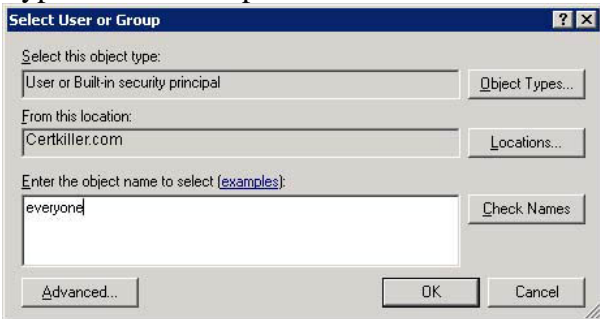 Select User or Group
Select this object type:
User or Built-in security principal
Object Types...
From this location:
Certkiller.com
Locations...
Enter the object name to select (examples):
everyone
Check Names
Advanced...
OK
Cancel